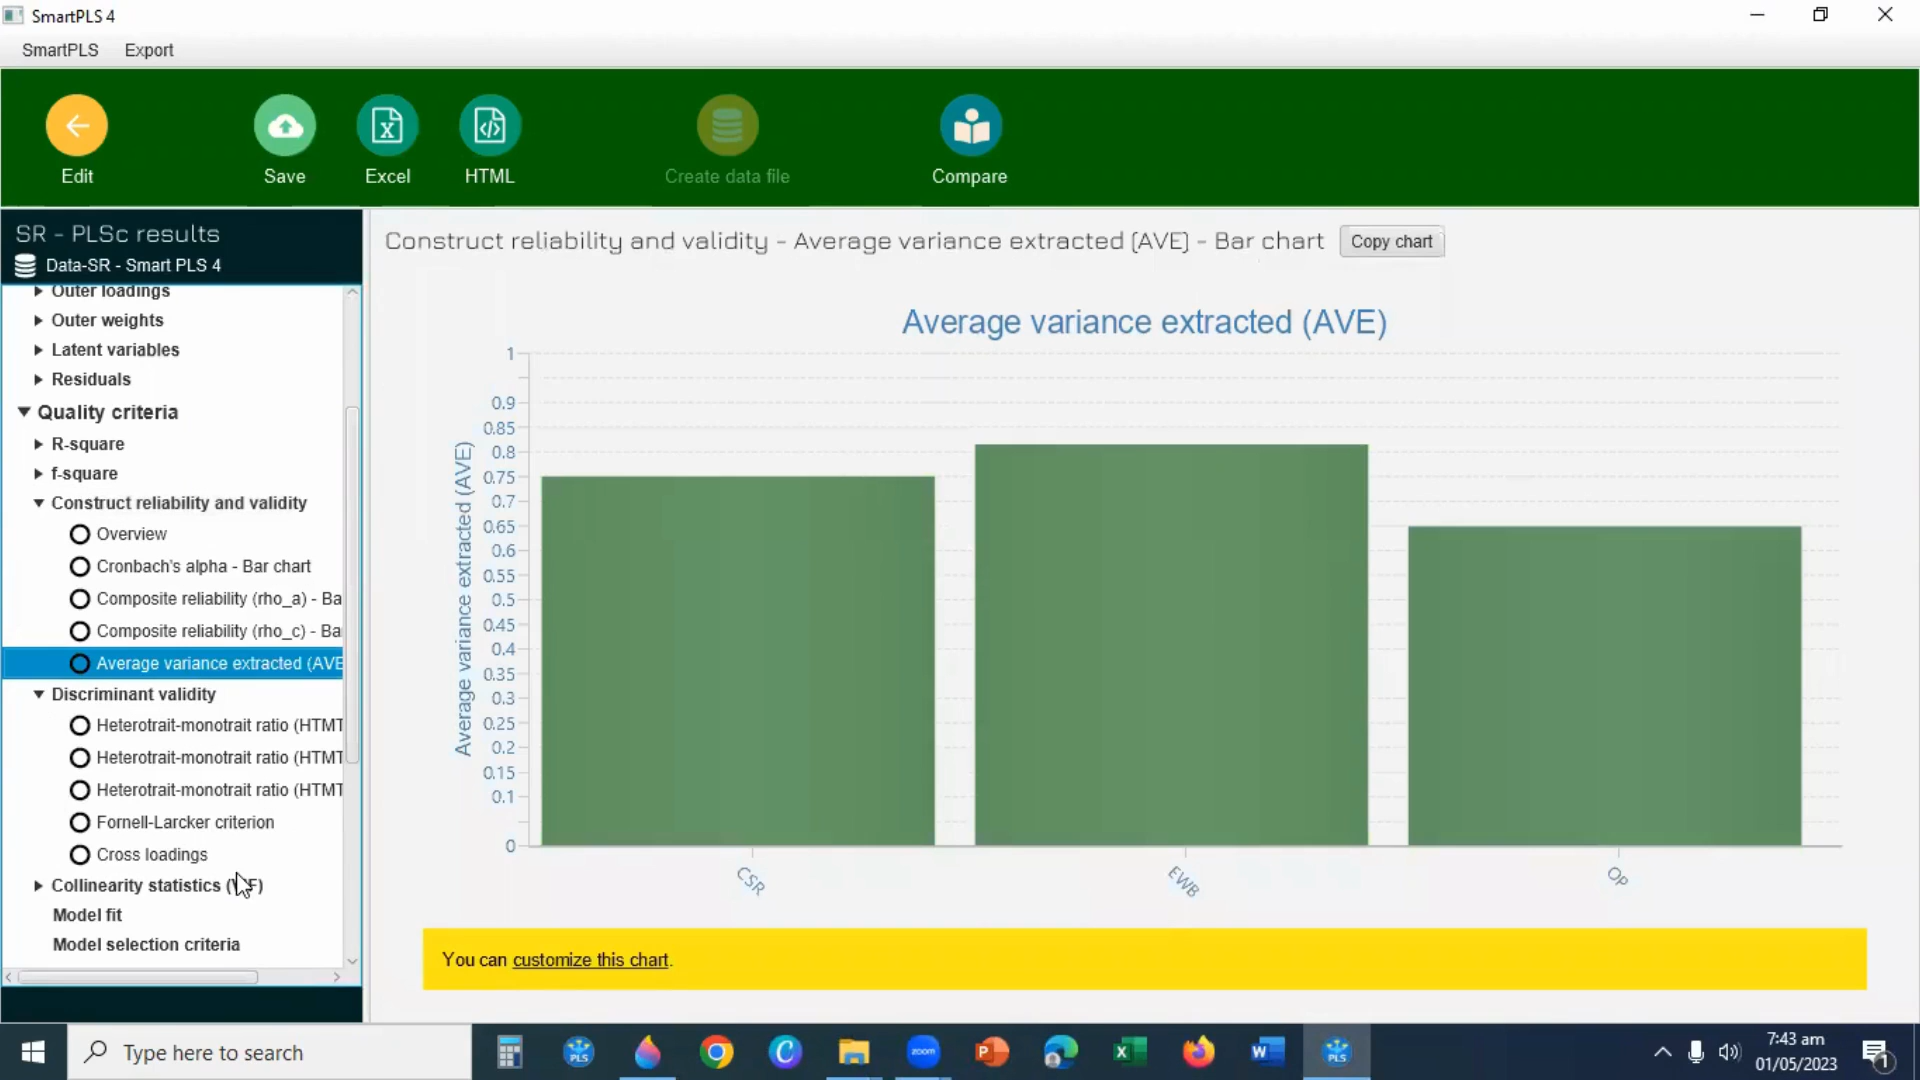 SmartPLS 4
SmartPLS Export
Edit Save Excel HTML Create data file Compare
SR - PLSc results
Data-SR - Smart PLS 4
Outer loadings
Outer weights
Latent variables
Residuals
Quality criteria
R-square
f-square
Construct reliability and validity
Overview
Cronbach's alpha - Bar chart
Composite reliability (rho_a) - Ba
Composite reliability (rho_c) - Ba
Average variance extracted (AVE
Discriminant validity
Heterotrait-monotrait ratio (HTMT
Heterotrait-monotrait ratio (HTMT
Heterotrait-monotrait ratio (HTMT
Fornell-Larcker criterion
Cross loadings
Collinearity statistics
Model fit
Model selection criteria
Construct reliability and validity - Average variance extracted (AVE) - Bar chart Copy chart
Average variance extracted (AVE)
Average variance extracted (AVE)
1
0.9
0.85
0.8
0.75
0.7
0.65
0.6
0.55
0.5
0.45
0.4
0.35
0.3
0.25
0.2
0.15
0.1
0
CSR EWB OP
You can customize this chart.
Type here to search
PLS
zoom
PLS
7:43 am
01/05/2023
1